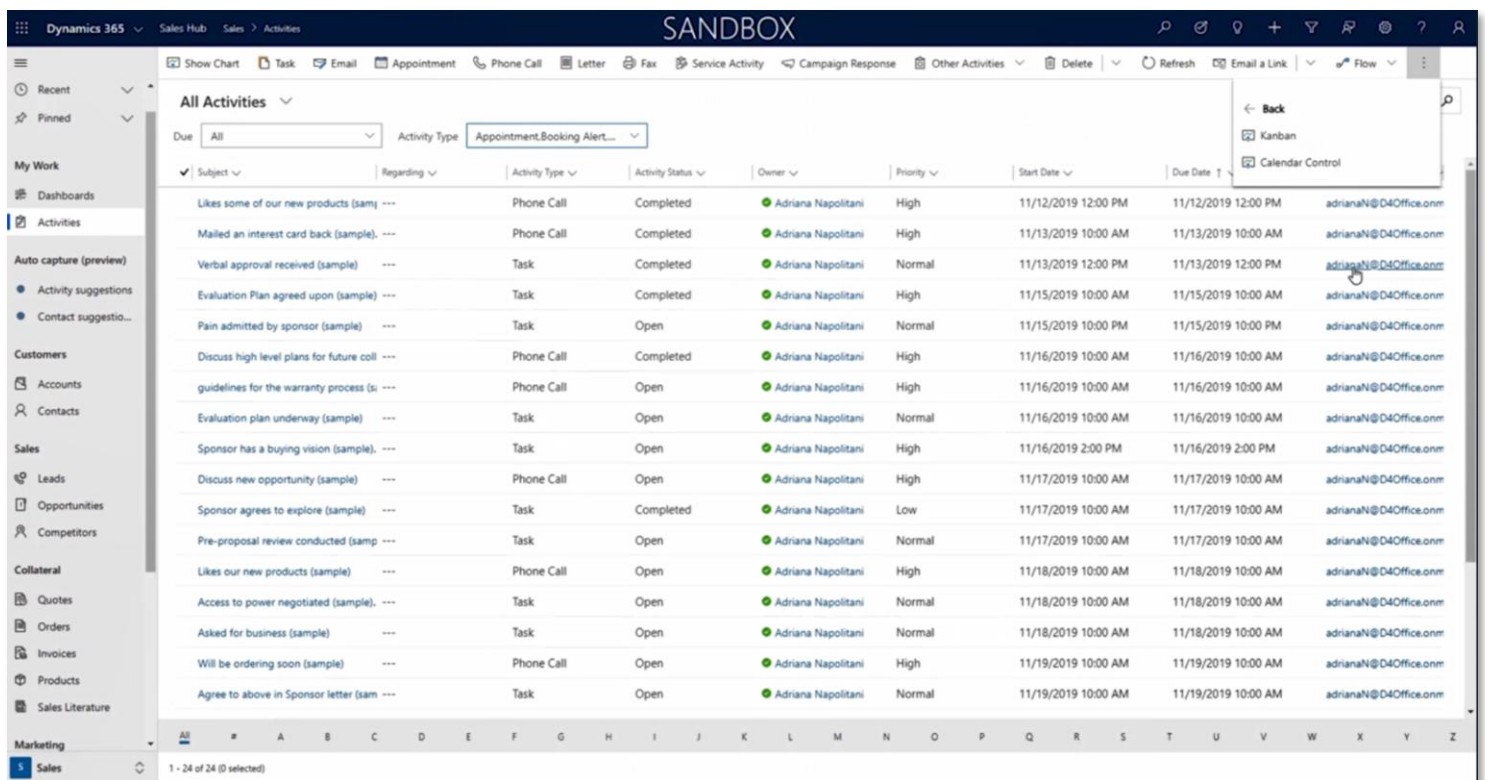 Dynamics 365 Sales Hub Sales > Activities SANDBOX
Show Chart Task Email Appointment Phone Call Letter Fax Service Activity Campaign Response Other Activities Delete Refresh Email a Link Flow
Back
Kanban
Calendar Control
Recent
Pinned
My Work
Dashboards
Activities
Auto capture (preview)
Activity suggestions
Contact suggestio...
Customers
Accounts
Contacts
Sales
Leads
Opportunities
Competitors
Collateral
Quotes
Orders
Invoices
Products
Sales Literature
Marketing
S Sales
All Activities
Due All Activity Type Appointment,Booking Alert...
Subject Regarding Activity Type Activity Status Owner Priority Start Date Due Date ↑
Likes some of our new products (samp --- Phone Call Completed Adriana Napolitani High 11/12/2019 12:00 PM 11/12/2019 12:00 PM adrianaN@D4Office.onm
Mailed an interest card back (sample). --- Phone Call Completed Adriana Napolitani High 11/13/2019 10:00 AM 11/13/2019 10:00 AM adrianaN@D4Office.onm
Verbal approval received (sample) --- Task Completed Adriana Napolitani Normal 11/13/2019 12:00 PM 11/13/2019 12:00 PM adrianaN@D4Office.onm
Evaluation Plan agreed upon (sample) --- Task Completed Adriana Napolitani High 11/15/2019 10:00 AM 11/15/2019 10:00 AM adrianaN@D4Office.onm
Pain admitted by sponsor (sample) --- Task Open Adriana Napolitani Normal 11/15/2019 10:00 PM 11/15/2019 10:00 PM adrianaN@D4Office.onm
Discuss high level plans for future coll --- Phone Call Completed Adriana Napolitani High 11/16/2019 10:00 AM 11/16/2019 10:00 AM adrianaN@D4Office.onm
guidelines for the warranty process (s: --- Phone Call Open Adriana Napolitani High 11/16/2019 10:00 AM 11/16/2019 10:00 AM adrianaN@D4Office.onm
Evaluation plan underway (sample) --- Task Open Adriana Napolitani Normal 11/16/2019 10:00 AM 11/16/2019 10:00 AM adrianaN@D4Office.onm
Sponsor has a buying vision (sample). --- Task Open Adriana Napolitani High 11/16/2019 2:00 PM 11/16/2019 2:00 PM adrianaN@D4Office.onm
Discuss new opportunity (sample) --- Phone Call Open Adriana Napolitani High 11/17/2019 10:00 AM 11/17/2019 10:00 AM adrianaN@D4Office.onm
Sponsor agrees to explore (sample) --- Task Completed Adriana Napolitani Low 11/17/2019 10:00 AM 11/17/2019 10:00 AM adrianaN@D4Office.onm
Pre-proposal review conducted (samp --- Task Open Adriana Napolitani Normal 11/17/2019 10:00 AM 11/17/2019 10:00 AM adrianaN@D4Office.onm
Likes our new products (sample) --- Phone Call Open Adriana Napolitani High 11/18/2019 10:00 AM 11/18/2019 10:00 AM adrianaN@D4Office.onm
Access to power negotiated (sample). --- Task Open Adriana Napolitani Normal 11/18/2019 10:00 AM 11/18/2019 10:00 AM adrianaN@D4Office.onm
Asked for business (sample) --- Task Open Adriana Napolitani Normal 11/18/2019 10:00 AM 11/18/2019 10:00 AM adrianaN@D4Office.onm
Will be ordering soon (sample) --- Phone Call Open Adriana Napolitani High 11/19/2019 10:00 AM 11/19/2019 10:00 AM adrianaN@D4Office.onm
Agree to above in Sponsor letter (sam --- Task Open Adriana Napolitani Normal 11/19/2019 10:00 AM 11/19/2019 10:00 AM adrianaN@D4Office.onm
All # A B C D E F G H I J K L M N O P Q R S T U V W X Y Z
1 - 24 of 24 (0 selected)